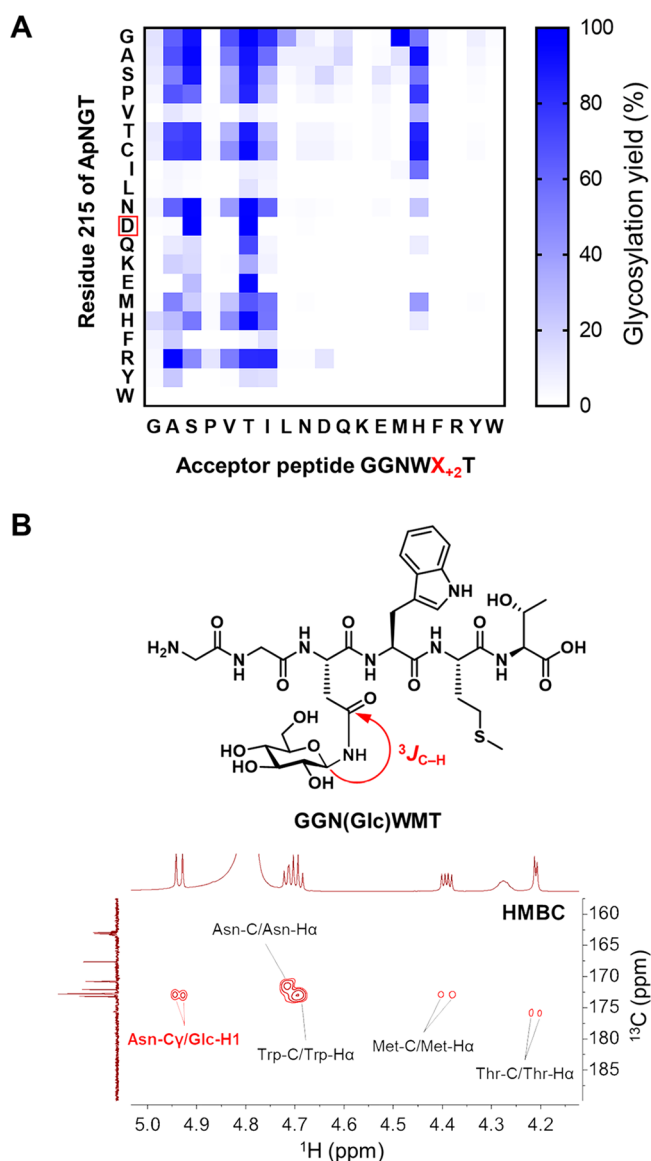 A
Residue 215 of ApNGT
G
A
S
P
V
T
C
I
L
N
D
Q
K
E
M
H
F
R
Y
W
G A S P V T I L N D Q K E M H F R Y W
Acceptor peptide GGNWX+2T
100
80
60
40
20
0
Glycosylation yield (%)
B
H2N
O
N
H
H
N
O
O
N
H
NH
O
H
N
O
HO
N
H
O
OH
O
S
OH
O
HO
HO
OH
NH
O
3JC–H
GGN(Glc)WMT
HMBC
Asn-C/Asn-Hα
Asn-Cγ/Glc-H1
Trp-C/Trp-Hα
Met-C/Met-Hα
Thr-C/Thr-Hα
160
165
170
175
180
185
13C (ppm)
5.0 4.9 4.8 4.7 4.6 4.5 4.4 4.3 4.2
1H (ppm)